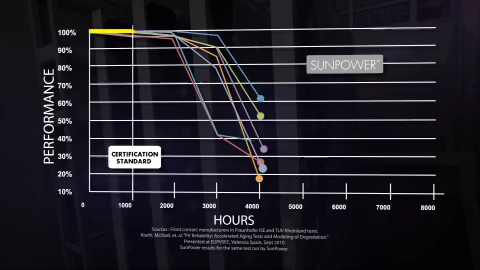 100%
90%
80%
70%
60%
50%
40%
30%
20%
10%
PERFORMANCE
SUNPOWER
CERTIFICATION
STANDARD
0 1000 2000 3000 4000 5000 6000 7000 8000
HOURS
Sources : Front contact manufacturers in Fraunhofer ISE and TUV Rheinland tests;
Koehl, Michael, et. al "PV Reliability: Accelerated Aging Tests and Modeling of Degradation."
Presented at EUPVSEC, Valencia Spain, Sept 2010.
SunPower results for the same test run by SunPower.